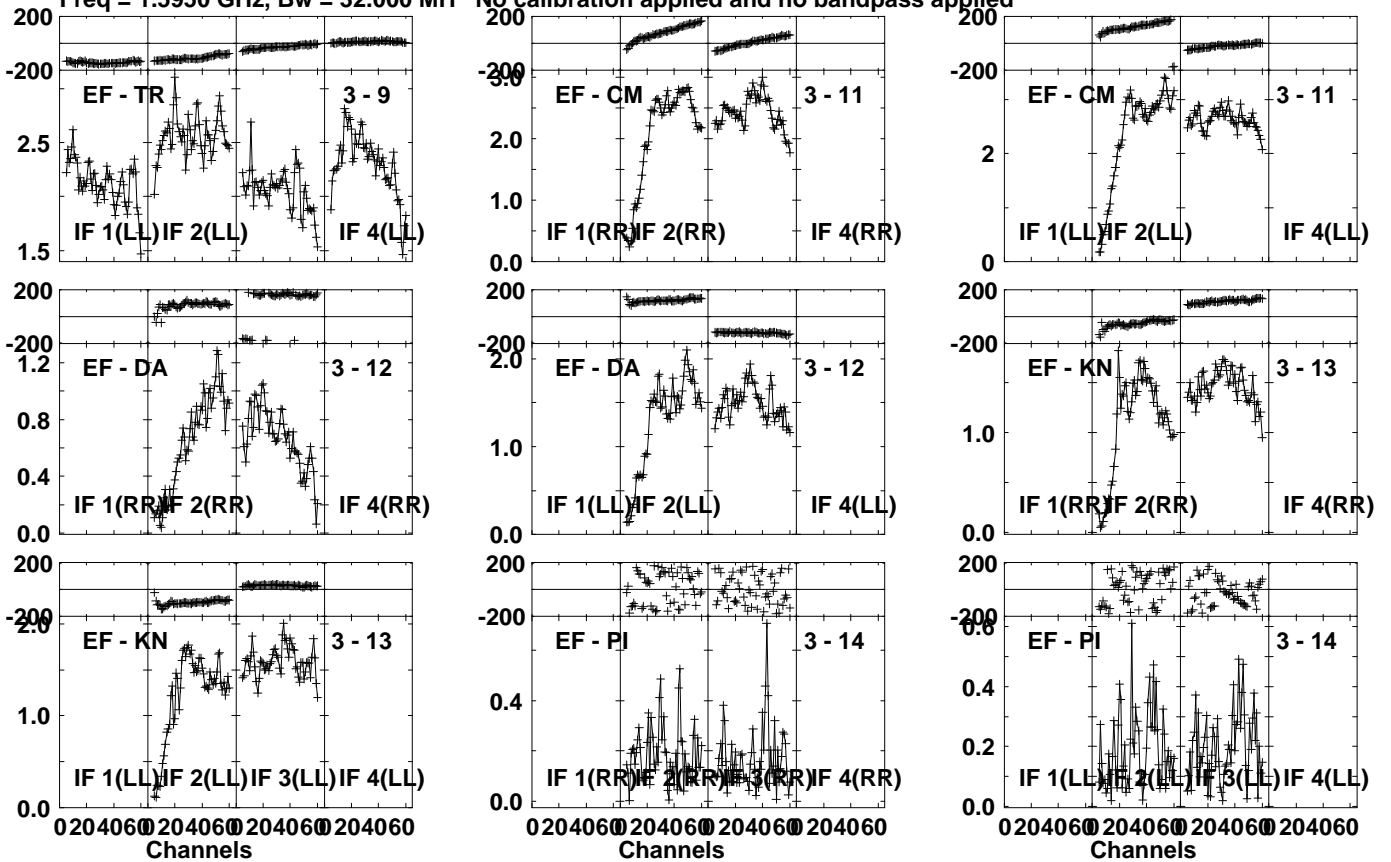 Freq = 1.5950 GHz, Bw = 32.000 MH No calibration applied and no bandpass applied
200
-200
EF - TR 3 - 9
2.5
1.5
IF 1(LL) IF 2(LL) IF 4(LL)
200
-200
3.0
EF - CM 3 - 11
2.0
1.0
0.0
IF 1(RR) IF 2(RR) IF 4(RR)
200
-200
EF - CM 3 - 11
2
0
IF 1(LL) IF 2(LL) IF 4(LL)
200
-200
EF - DA 3 - 12
1.2
0.8
0.4
0.0
IF 1(RR) IF 2(RR) IF 4(RR)
200
-200
2.0
EF - DA 3 - 12
1.0
0.0
IF 1(LL) IF 2(LL) IF 4(LL)
200
-200
EF - KN 3 - 13
1.0
0.0
IF 1(RR) IF 2(RR) IF 4(RR)
200
-200
2.0
EF - KN 3 - 13
1.0
0.0
IF 1(LL) IF 2(LL) IF 3(LL) IF 4(LL)
0 20 40 60 0 20 40 60 0 20 40 60 0 20 40 60
Channels
200
-200
EF - PI 3 - 14
0.4
0.0
IF 1(RR) IF 2(RR) IF 3(RR) IF 4(RR)
0 20 40 60 0 20 40 60 0 20 40 60 0 20 40 60
Channels
200
-200
0.6
EF - PI 3 - 14
0.4
0.2
0.0
IF 1(LL) IF 2(LL) IF 3(LL) IF 4(LL)
0 20 40 60 0 20 40 60 0 20 40 60 0 20 40 60
Channels